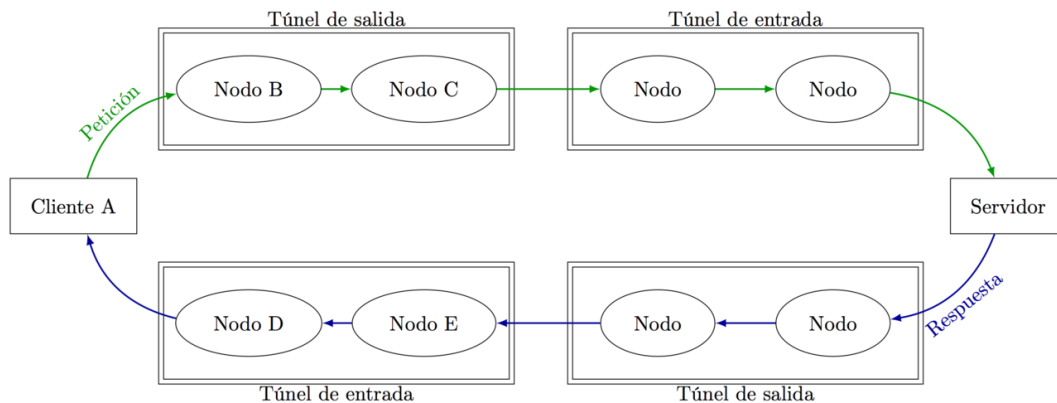 Túnel de salida
Túnel de entrada
Nodo B
Nodo C
Nodo
Nodo
Petición
Cliente A
Servidor
Respuesta
Nodo D
Nodo E
Nodo
Nodo
Túnel de entrada
Túnel de salida